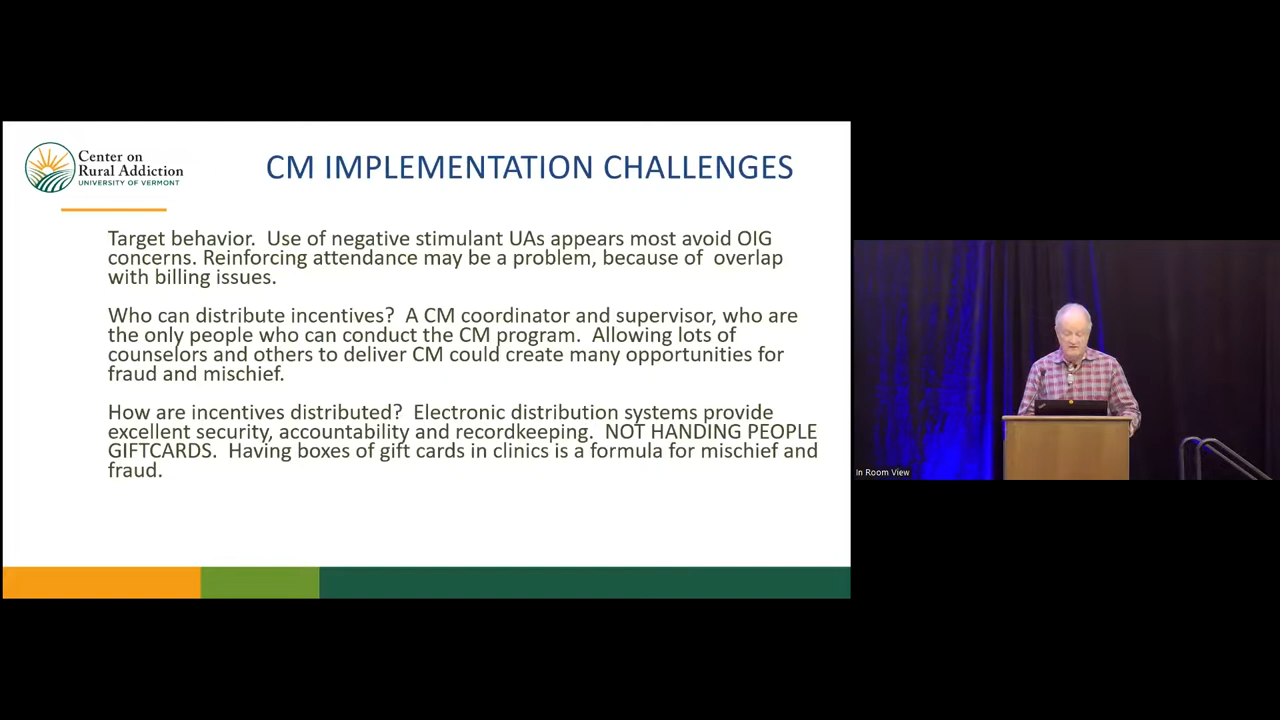 Center on
Rural Addiction
UNIVERSITY OF VERMONT
CM IMPLEMENTATION CHALLENGES
Target behavior.  Use of negative stimulant UAs appears most avoid OIG
concerns. Reinforcing attendance may be a problem, because of  overlap
with billing issues.
Who can distribute incentives?  A CM coordinator and supervisor, who are
the only people who can conduct the CM program.  Allowing lots of
counselors and others to deliver CM could create many opportunities for
fraud and mischief.
How are incentives distributed?  Electronic distribution systems provide
excellent security, accountability and recordkeeping.  NOT HANDING PEOPLE
GIFTCARDS.  Having boxes of gift cards in clinics is a formula for mischief and
fraud.
In Room View